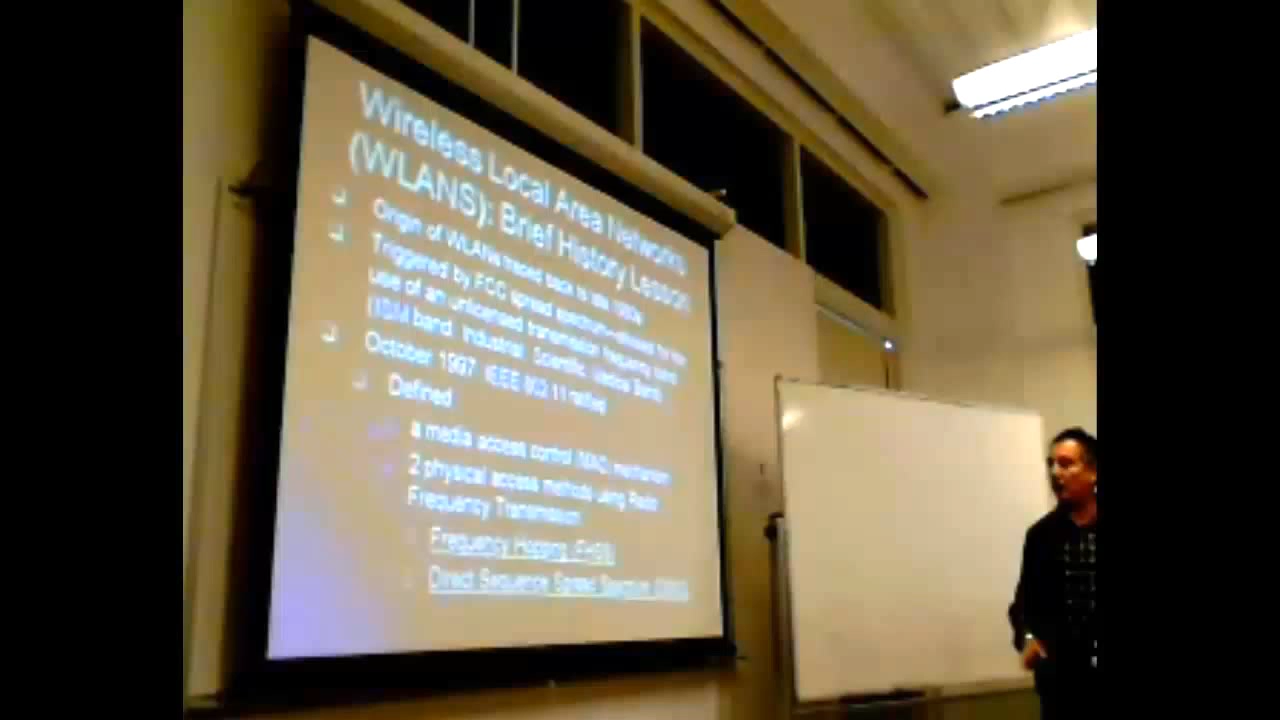 Wireless Local Area Networks
(WLANS): Brief History Lesson
Origin of WLANs traced back to late
Triggered by FCC spread spectrum
use of an unlicensed transmission frequency band
(ISM band. Industrial Scientific, Medical Band)
October 1997 IEEE 802.11 ratified
Defined
a media access control (MAC) mechanism
2 physical access methods using Radio
Frequency Transmission
Frequency Hopping (FHSS)
Direct Sequence Spread Spectrum (DSSS)